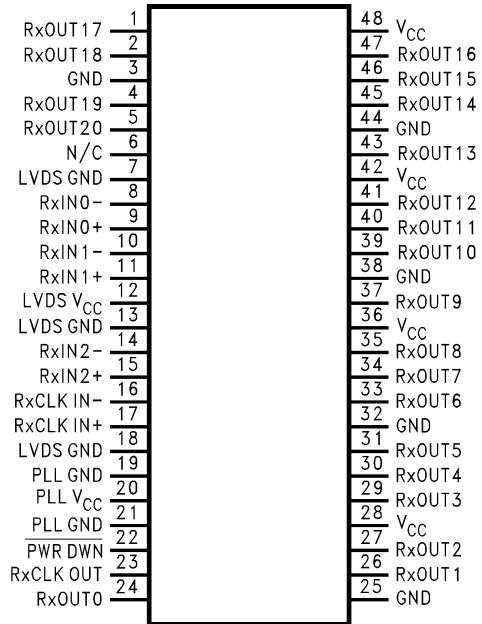 RxOUT17 1
RxOUT18 2
GND 3
RxOUT19 4
RxOUT20 5
N/C 6
LVDS GND 7
RxIN0- 8
RxIN0+ 9
RxIN1- 10
RxIN1+ 11
LVDS VCC 12
LVDS GND 13
RxIN2- 14
RxIN2+ 15
RxCLK IN- 16
RxCLK IN+ 17
LVDS GND 18
PLL GND 19
PLL VCC 20
PLL GND 21
PWR DWN 22
RxCLK OUT 23
RxOUT0 24
48 VCC
47 RxOUT16
46 RxOUT15
45 RxOUT14
44 GND
43 RxOUT13
42 VCC
41 RxOUT12
40 RxOUT11
39 RxOUT10
38 GND
37 RxOUT9
36 VCC
35 RxOUT8
34 RxOUT7
33 RxOUT6
32 GND
31 RxOUT5
30 RxOUT4
29 RxOUT3
28 VCC
27 RxOUT2
26 RxOUT1
25 GND